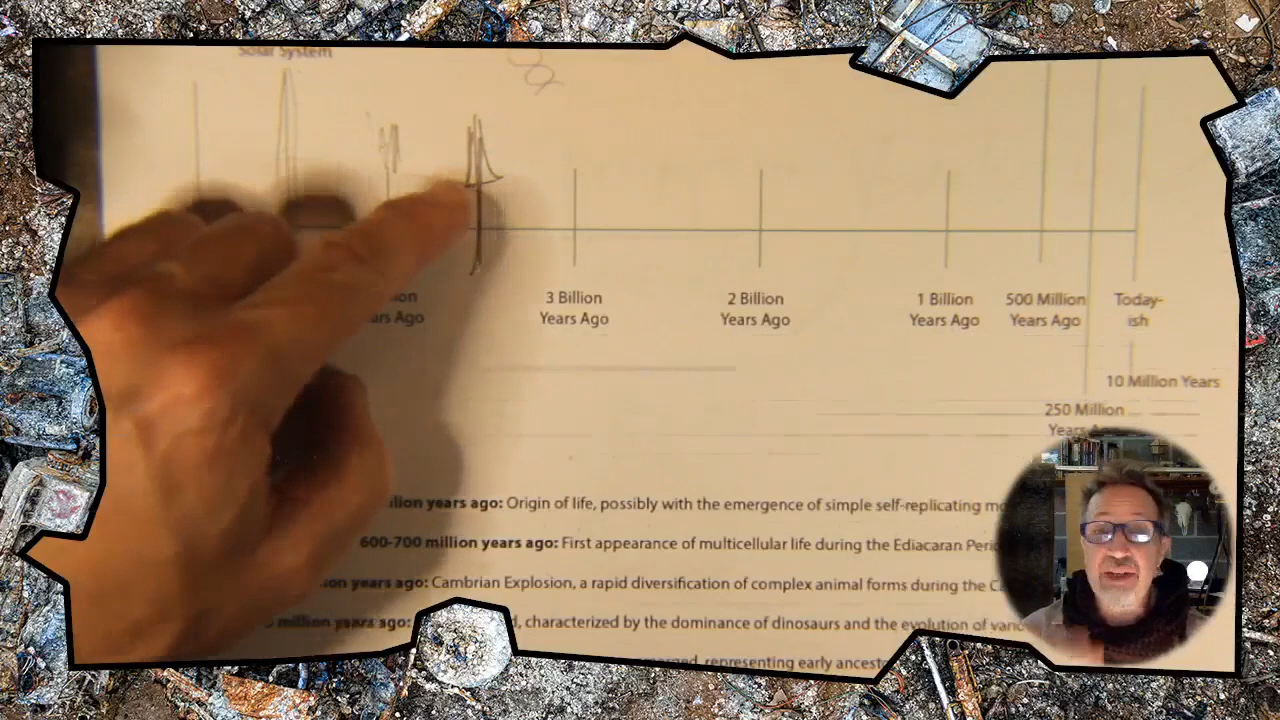 Solar System
3 Billion
Years Ago
2 Billion
Years Ago
1 Billion
Years Ago
500 Million
Years Ago
Today-
ish
10 Million Years
250 Million
Years
years ago: Origin of life, possibly with the emergence of simple self-replicating
600-700 million years ago: First appearance of multicellular life during the Ediacaran
years ago: Cambrian Explosion, a rapid diversification of complex animal forms during the
million years ago: characterized by the dominance of dinosaurs and the evolution of
emerged, representing early